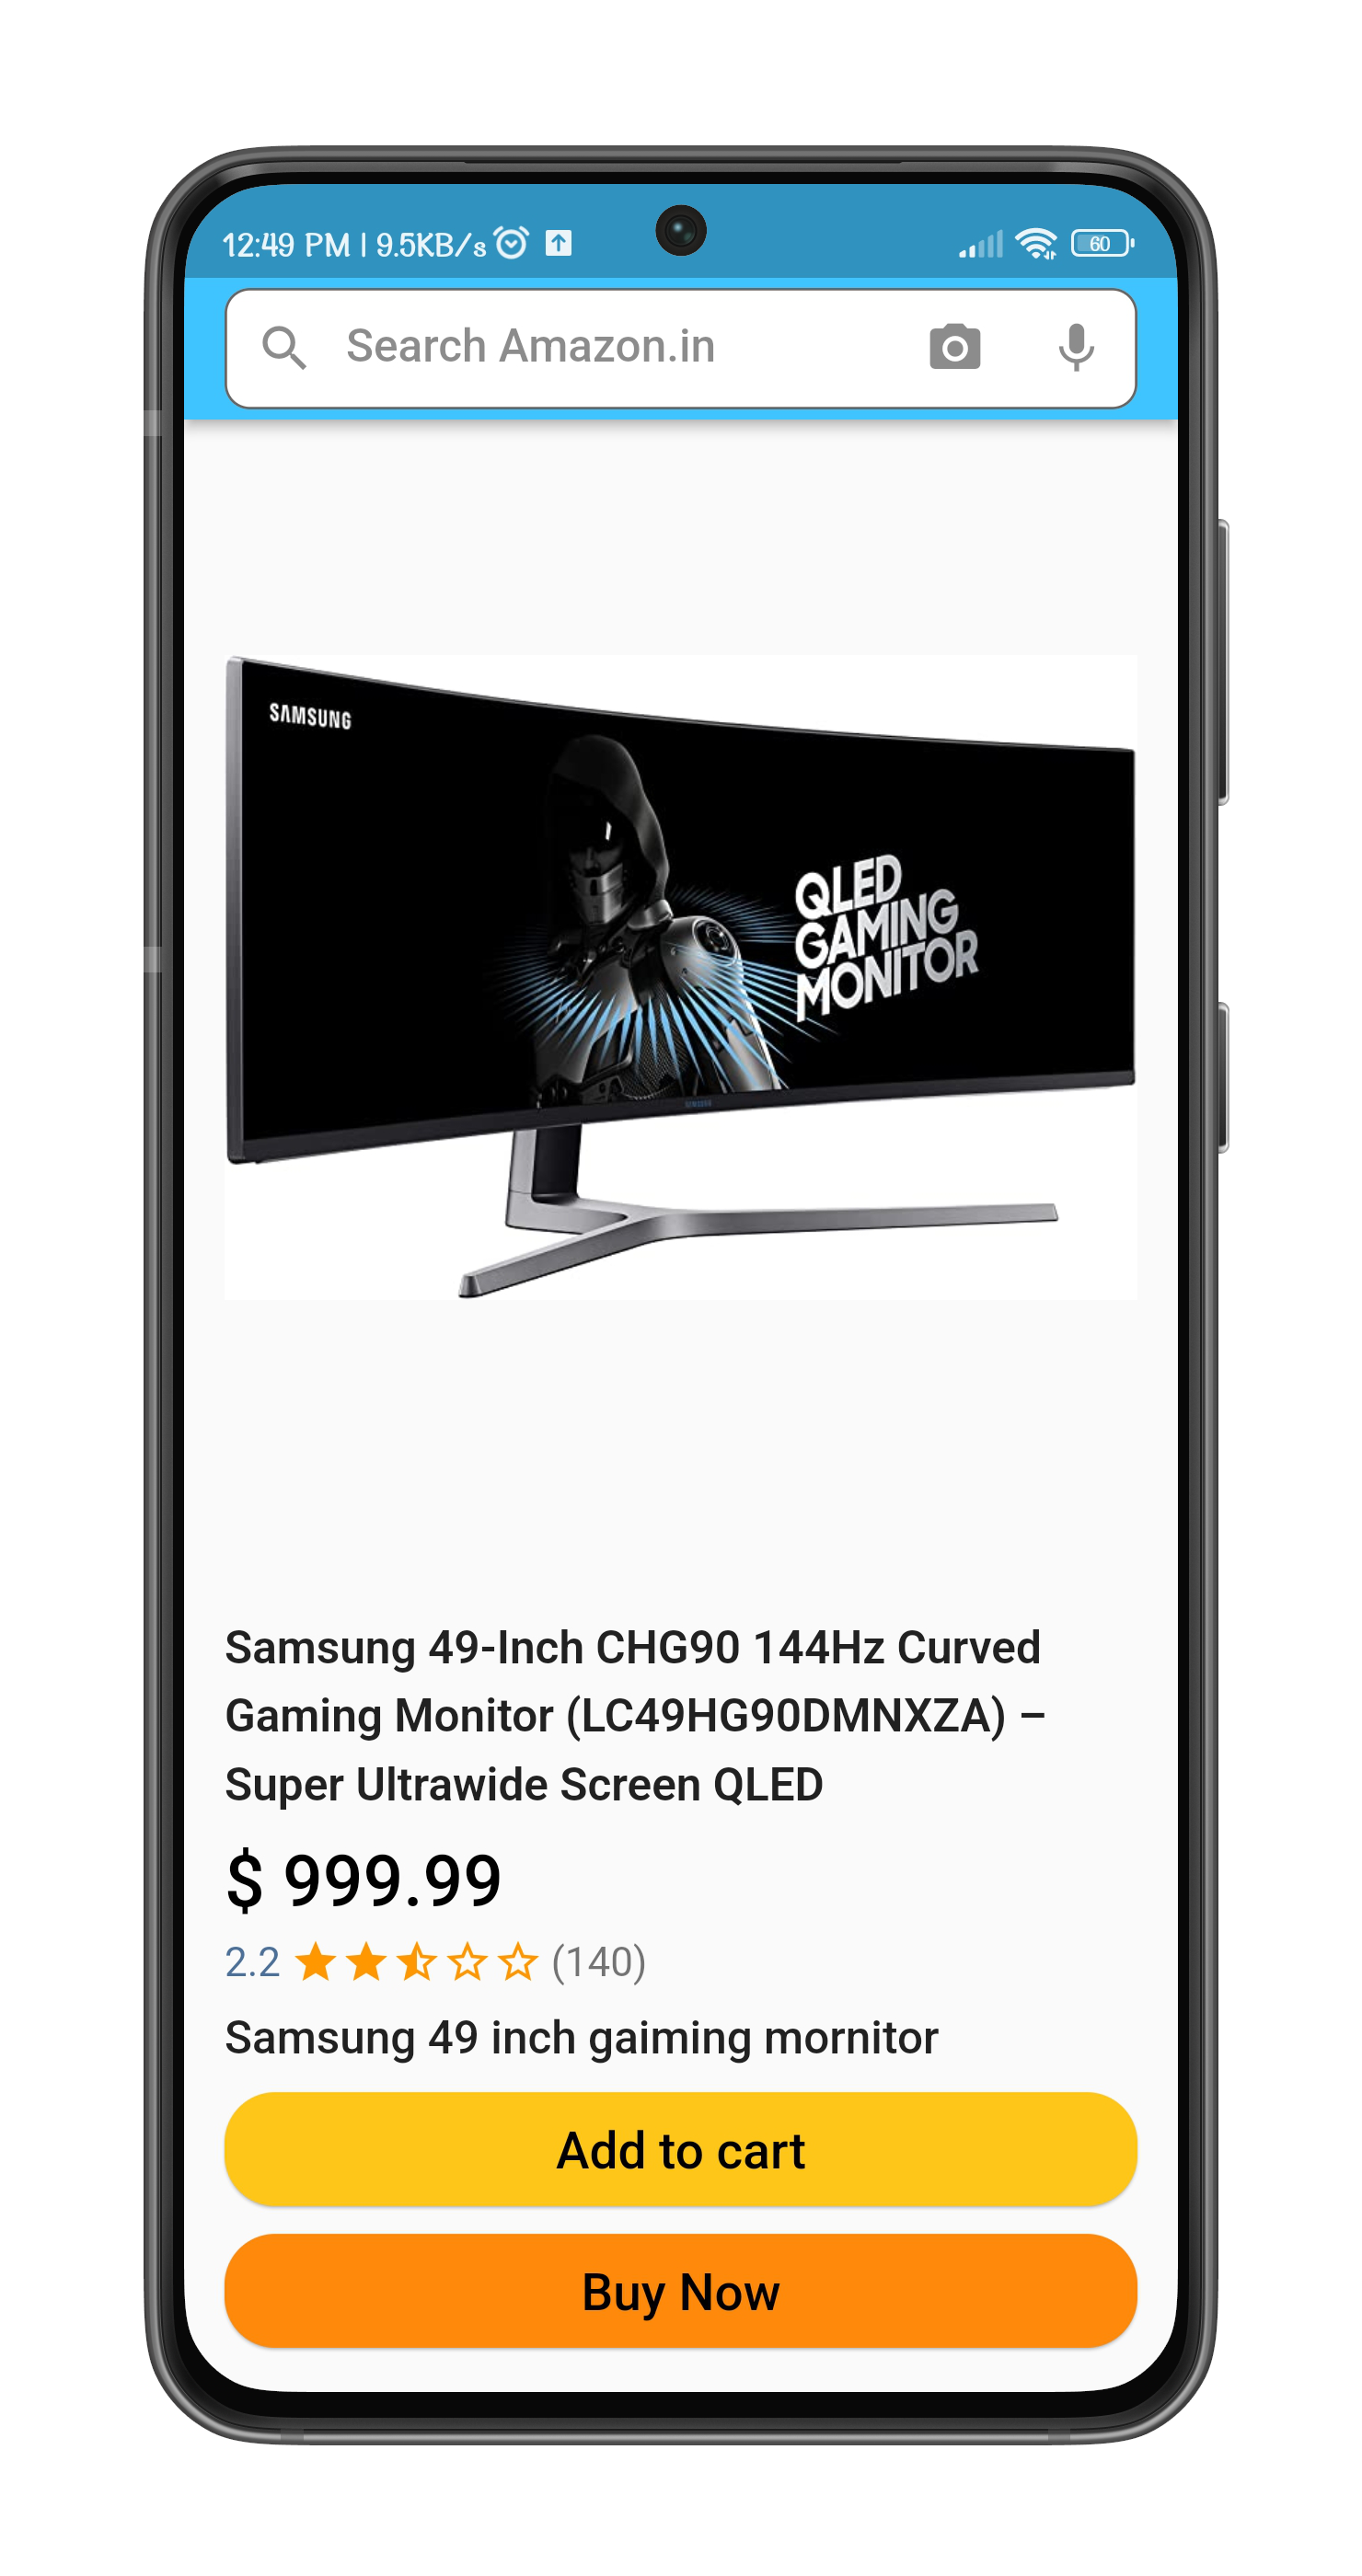 12:49 PM | 9.5KB/s
60
Search Amazon.in
SAMSUNG
QLED
GAMING
MONITOR
SAMSUNG
Samsung 49-Inch CHG90 144Hz Curved
Gaming Monitor (LC49HG90DMNXZA) –
Super Ultrawide Screen QLED
$ 999.99
2.2 (140)
Samsung 49 inch gaiming mornitor
Add to cart
Buy Now